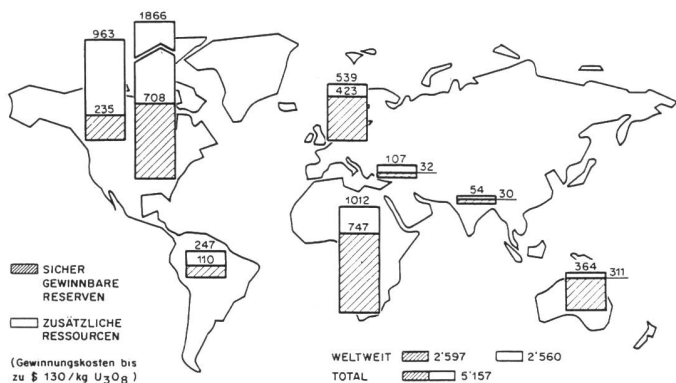 1866
963
708
235
539
423
107
32
54
30
1012
747
247
110
364
311
SICHER
GEWINNBARE
RESERVEN
ZUSÄTZLICHE
RESSOURCEN
(Gewinnungskosten bis
zu $ 130/kg U3O8)
WELTWEIT 2'597 2'560
TOTAL 5'157